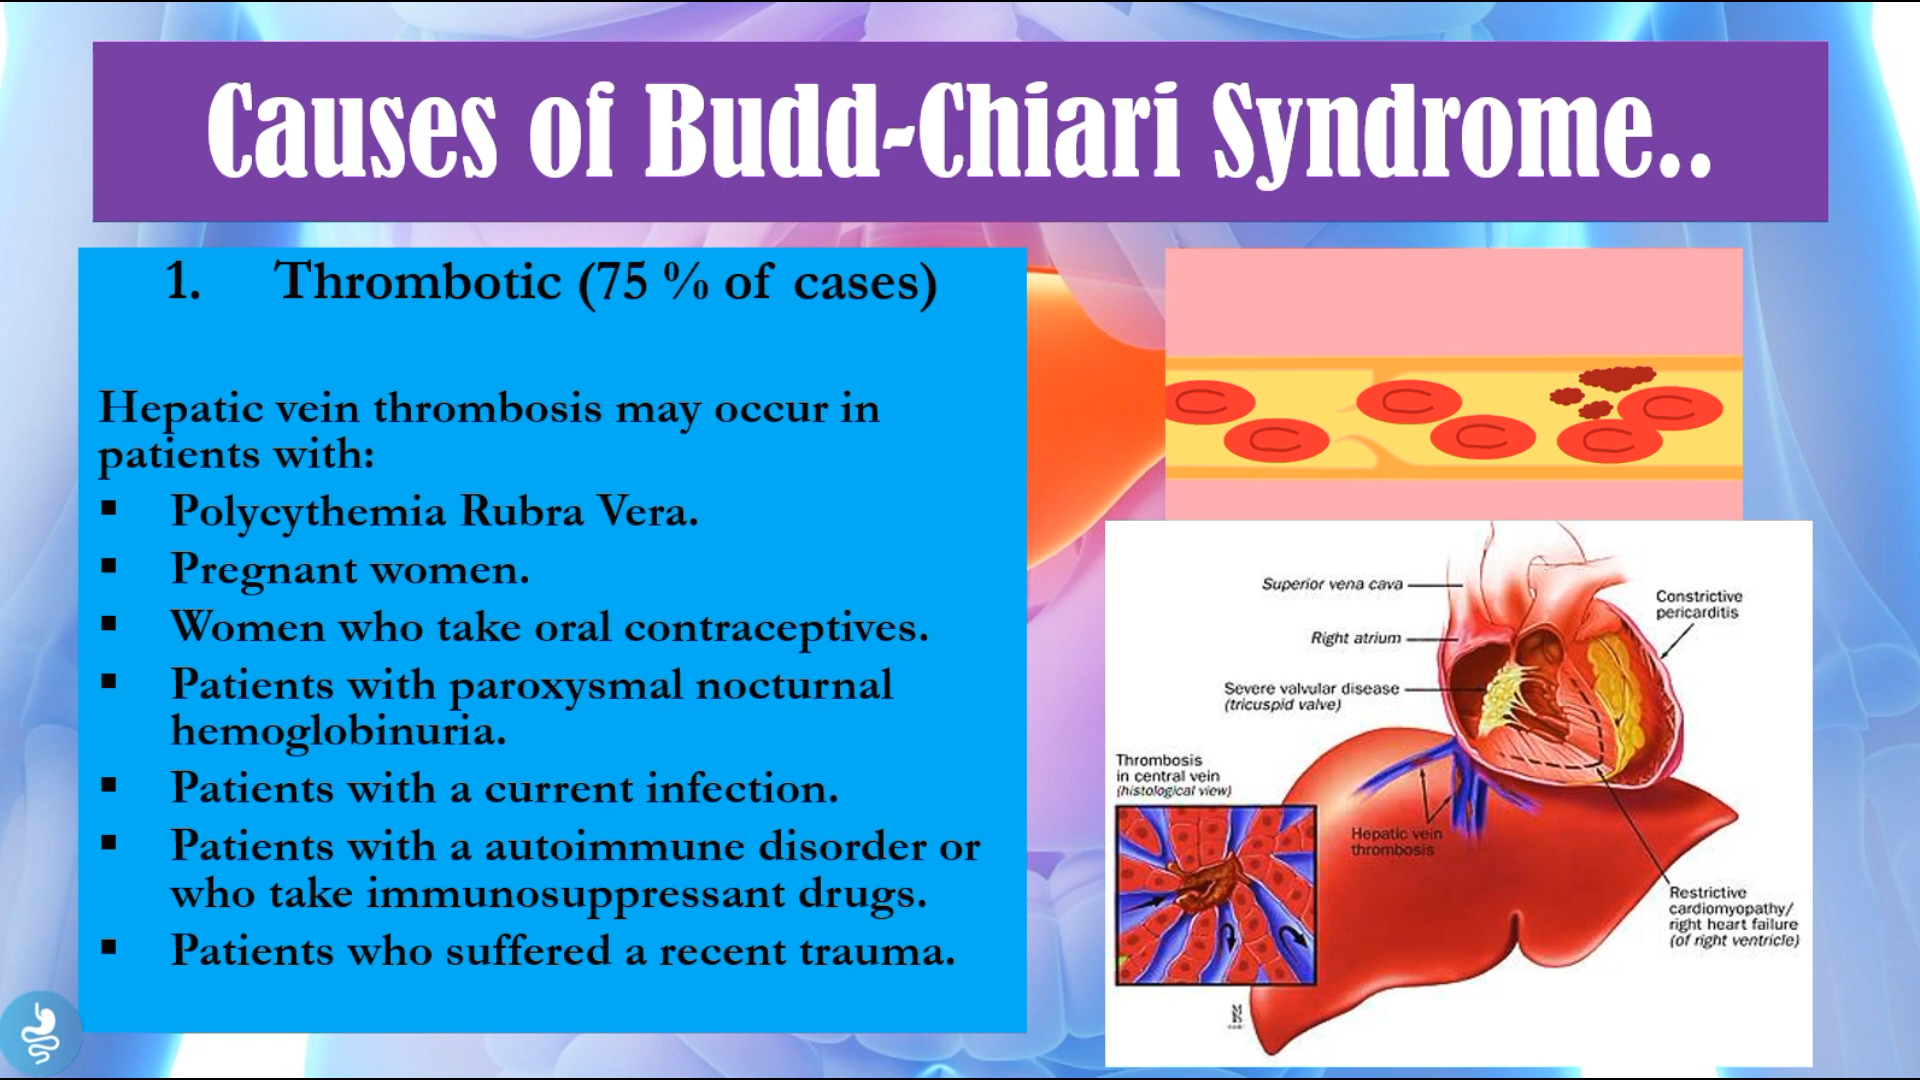 Causes of Budd-Chiari Syndrome..
1. Thrombotic (75 % of cases)
Hepatic vein thrombosis may occur in
patients with:
▪ Polycythemia Rubra Vera.
▪ Pregnant women.
▪ Women who take oral contraceptives.
▪ Patients with paroxysmal nocturnal
hemoglobinuria.
▪ Patients with a current infection.
▪ Patients with a autoimmune disorder or
who take immunosuppressant drugs.
▪ Patients who suffered a recent trauma.
Superior vena cava
Right atrium
Severe valvular disease
(tricuspid valve)
Constrictive
pericarditis
Thrombosis
in central vein
(histological view)
Hepatic vein
thrombosis
Restrictive
cardiomyopathy/
right heart failure
(of right ventricle)